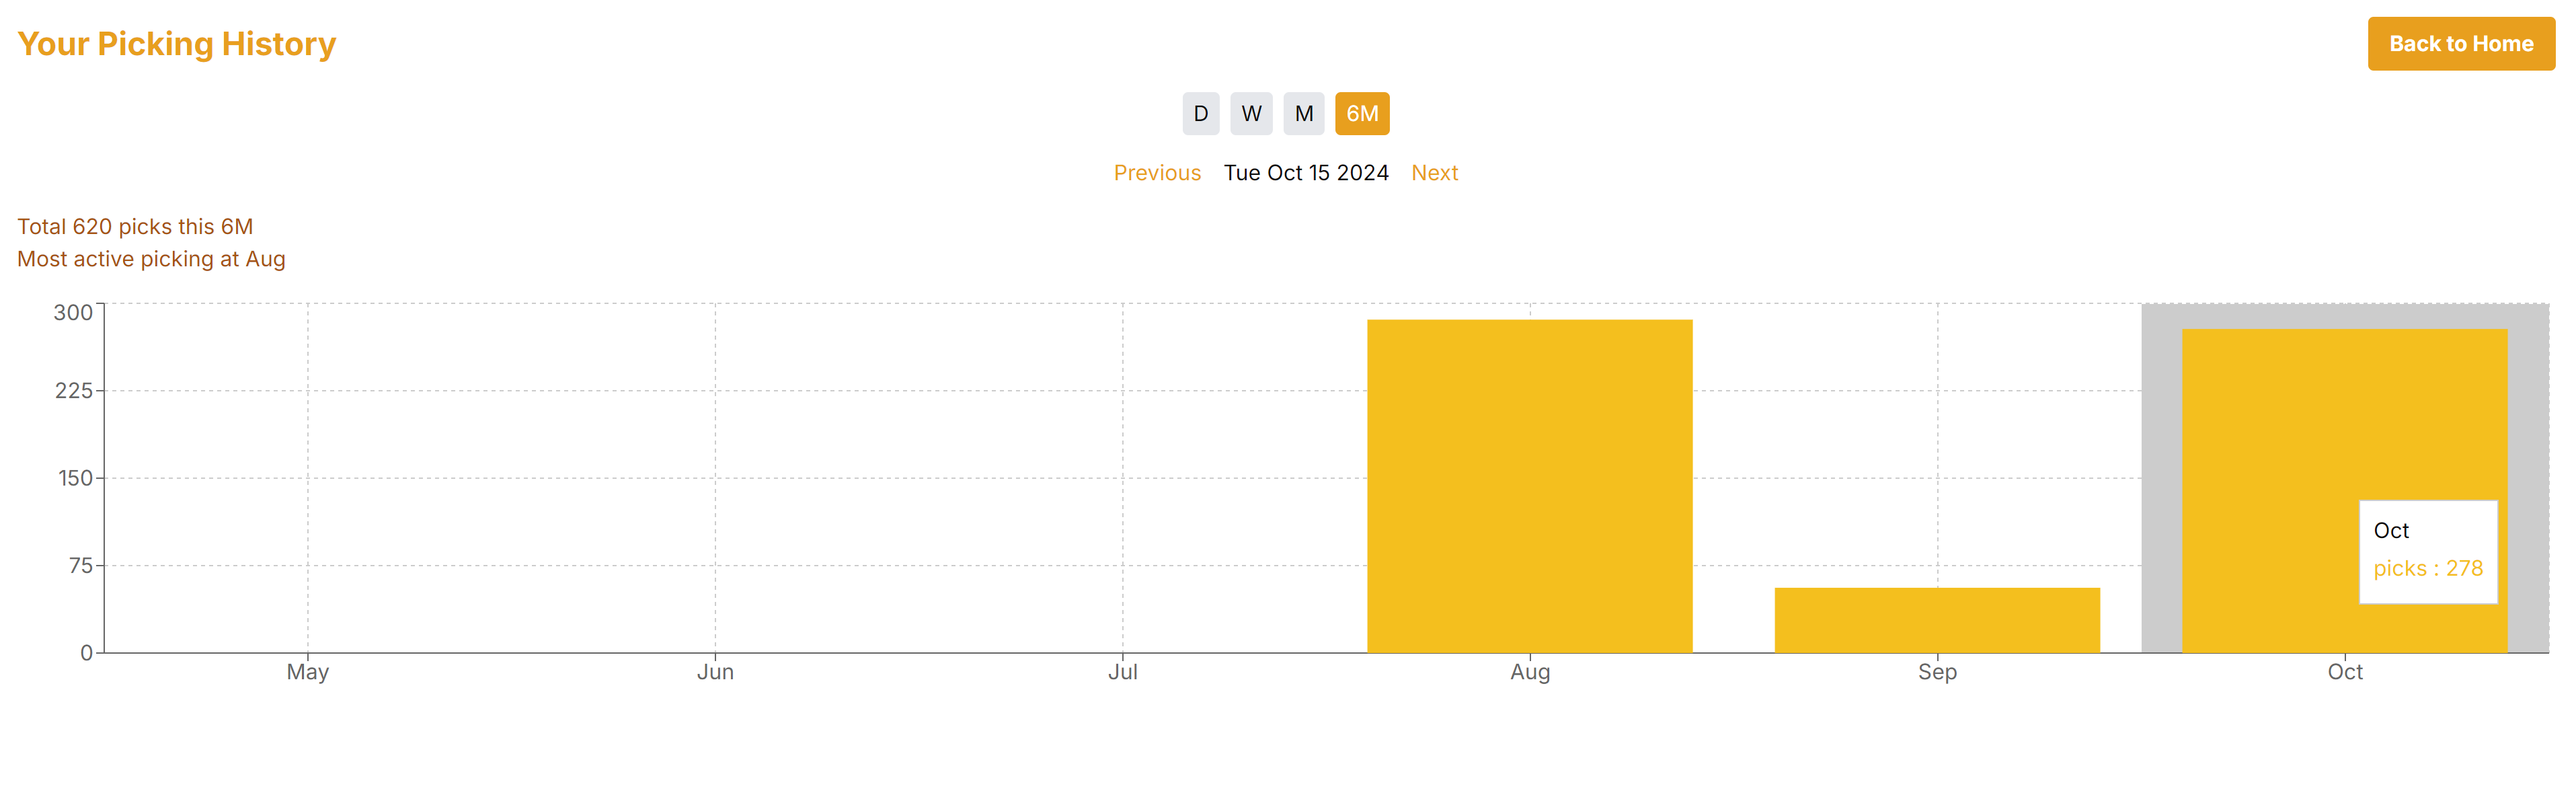 Your Picking History
Back to Home
D W M 6M
Previous Tue Oct 15 2024 Next
Total 620 picks this 6M
Most active picking at Aug
300
225
150
75
0
Oct
picks : 278
May Jun Jul Aug Sep Oct